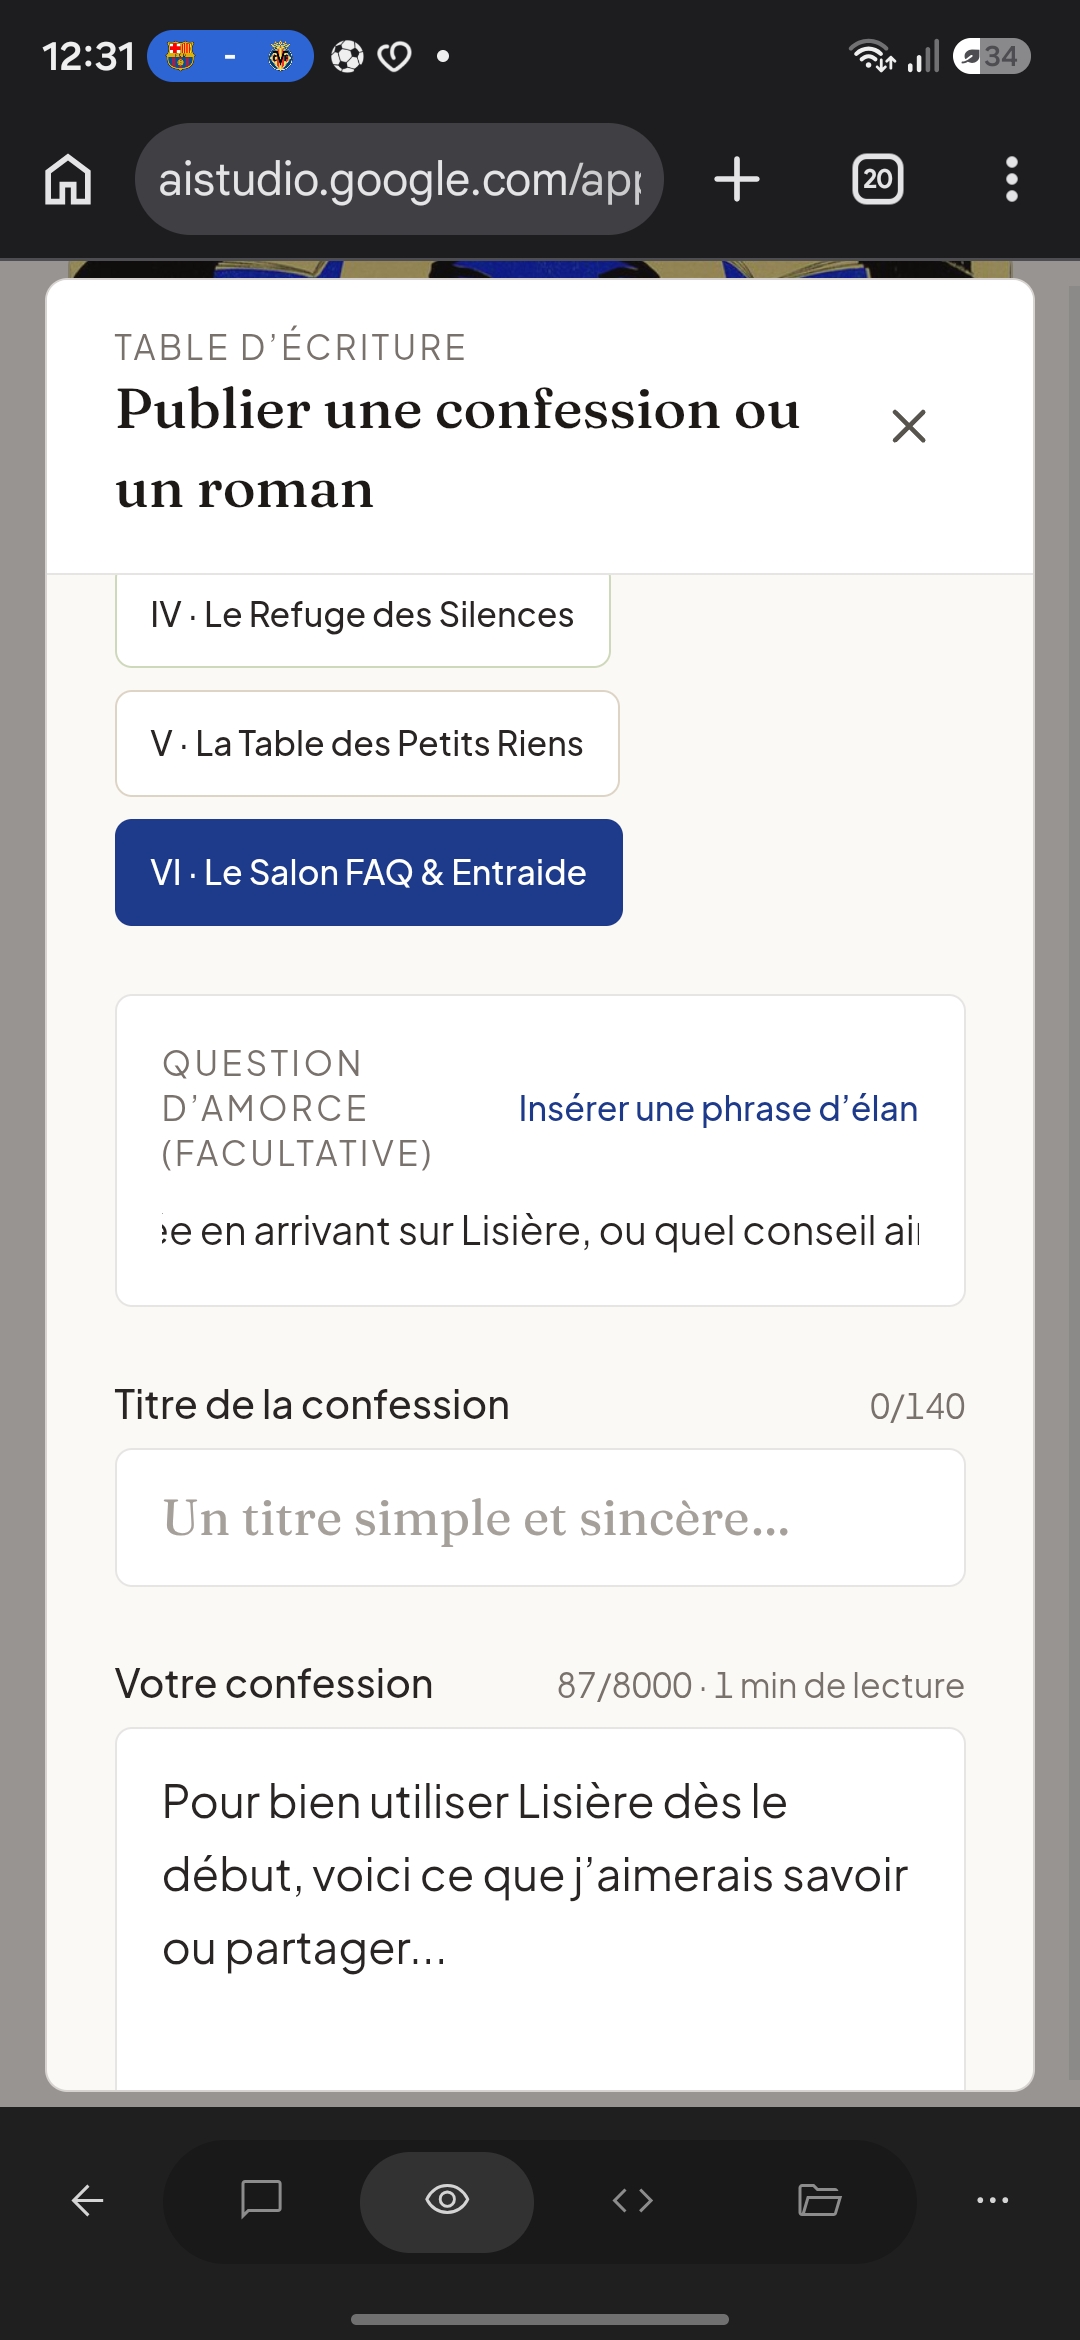 12:31
34
aistudio.google.com/app
20
TABLE D’ÉCRITURE
Publier une confession ou
un roman
IV · Le Refuge des Silences
V · La Table des Petits Riens
VI · Le Salon FAQ & Entraide
QUESTION
D’AMORCE
(FACULTATIVE)
Insérer une phrase d’élan
en arrivant sur Lisière, ou quel conseil
Titre de la confession
0/140
Un titre simple et sincère...
Votre confession
87/8000 · 1 min de lecture
Pour bien utiliser Lisière dès le
début, voici ce que j’aimerais savoir
ou partager...